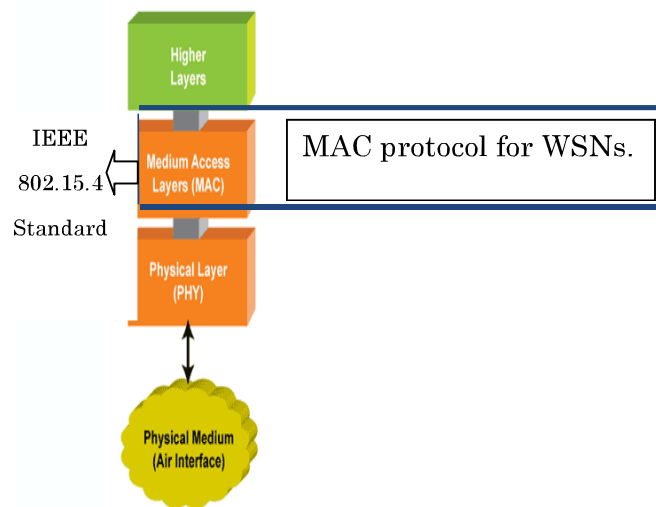 Higher
Layers
IEEE
802.15.4
Standard
Medium Access
Layers (MAC)
MAC protocol for WSNs.
Physical Layer
(PHY)
Physical Medium
(Air Interface)